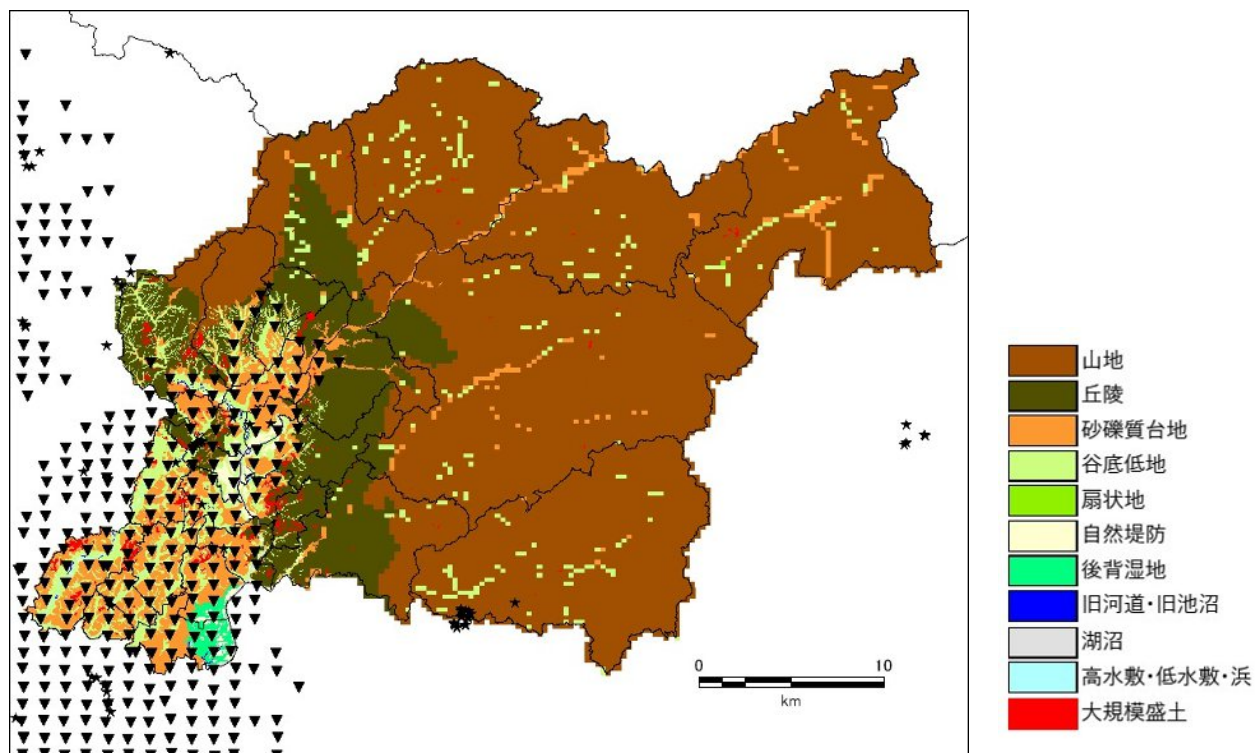 山地
丘陵
砂礫質台地
谷底低地
扇状地
自然堤防
後背湿地
旧河道・旧池沼
湖沼
高水敷・低水敷・浜
大規模盛土
0 10
km